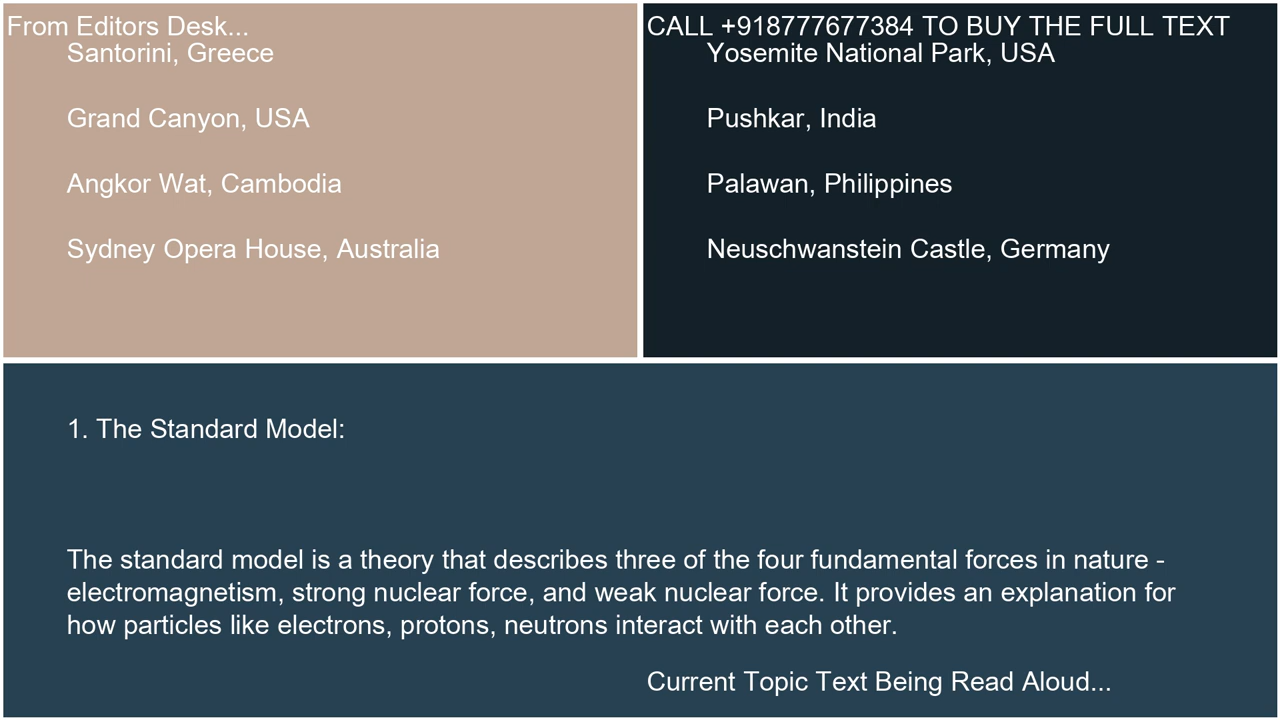 From Editors Desk...
Santorini, Greece
Grand Canyon, USA
Angkor Wat, Cambodia
Sydney Opera House, Australia
CALL +918777677384 TO BUY THE FULL TEXT
Yosemite National Park, USA
Pushkar, India
Palawan, Philippines
Neuschwanstein Castle, Germany
1. The Standard Model:
The standard model is a theory that describes three of the four fundamental forces in nature -
electromagnetism, strong nuclear force, and weak nuclear force. It provides an explanation for
how particles like electrons, protons, neutrons interact with each other.
Current Topic Text Being Read Aloud...